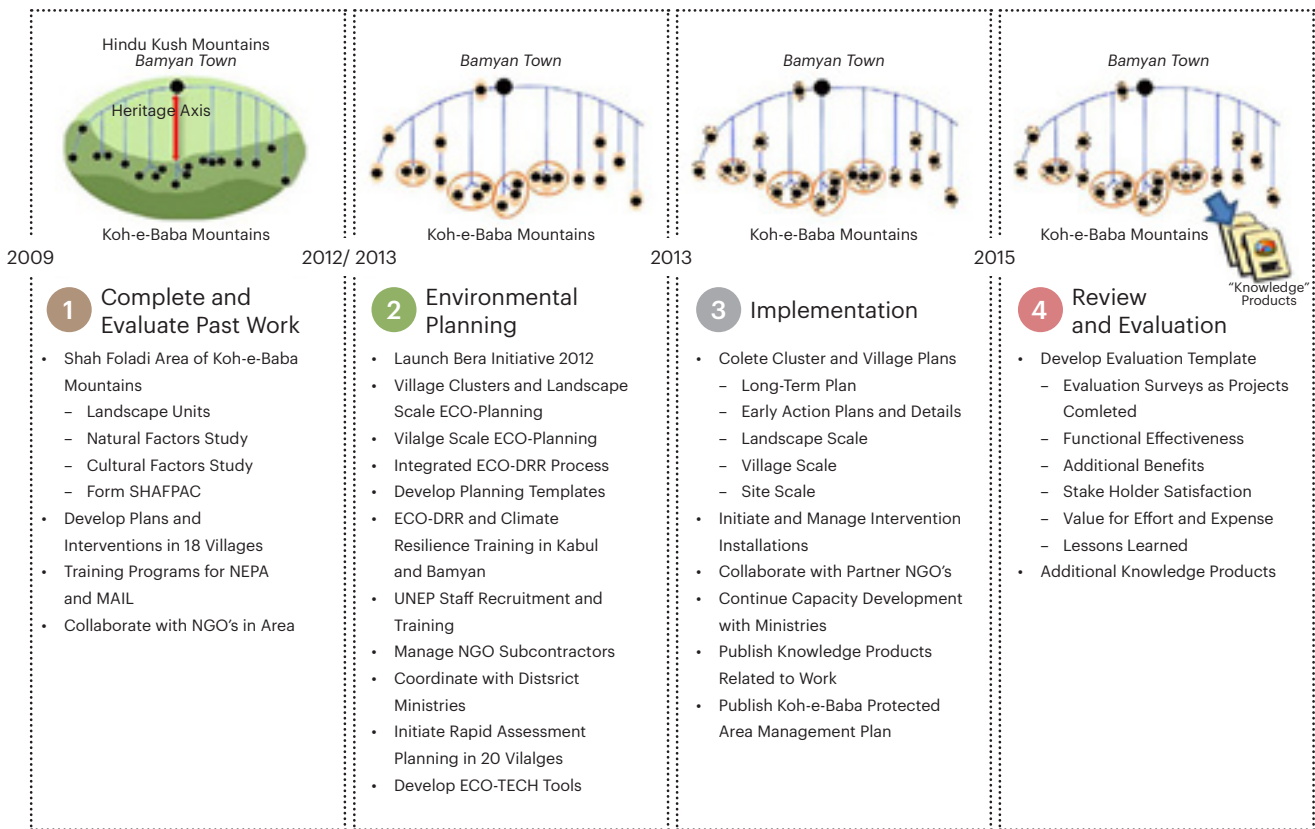 Hindu Kush Mountains
Bamyan Town
Heritage Axis
Koh-e-Baba Mountains
Bamyan Town
Koh-e-Baba Mountains
Bamyan Town
Koh-e-Baba Mountains
Bamyan Town
Koh-e-Baba Mountains
"Knowledge"
Products
2009
2012/ 2013
2013
2015
1
Complete and
Evaluate Past Work
• Shah Foladi Area of Koh-e-Baba
Mountains
– Landscape Units
– Natural Factors Study
– Cultural Factors Study
– Form SHAFPAC
• Develop Plans and
Interventions in 18 Villages
• Training Programs for NEPA
and MAIL
• Collaborate with NGO's in Area
2
Environmental
Planning
• Launch Bera Initiative 2012
• Village Clusters and Landscape
Scale ECO-Planning
• Vilalge Scale ECO-Planning
• Integrated ECO-DRR Process
• Develop Planning Templates
• ECO-DRR and Climate
Resilience Training in Kabul
and Bamyan
• UNEP Staff Recruitment and
Training
• Manage NGO Subcontractors
• Coordinate with Distsrict
Ministries
• Initiate Rapid Assessment
Planning in 20 Vilalges
• Develop ECO-TECH Tools
3
Implementation
• Colete Cluster and Village Plans
– Long-Term Plan
– Early Action Plans and Details
– Landscape Scale
– Village Scale
– Site Scale
• Initiate and Manage Intervention
Installations
• Collaborate with Partner NGO's
• Continue Capacity Development
with Ministries
• Publish Knowledge Products
Related to Work
• Publish Koh-e-Baba Protected
Area Management Plan
4
Review
and Evaluation
• Develop Evaluation Template
– Evaluation Surveys as Projects
Comleted
– Functional Effectiveness
– Additional Benefits
– Stake Holder Satisfaction
– Value for Effort and Expense
– Lessons Learned
• Additional Knowledge Products